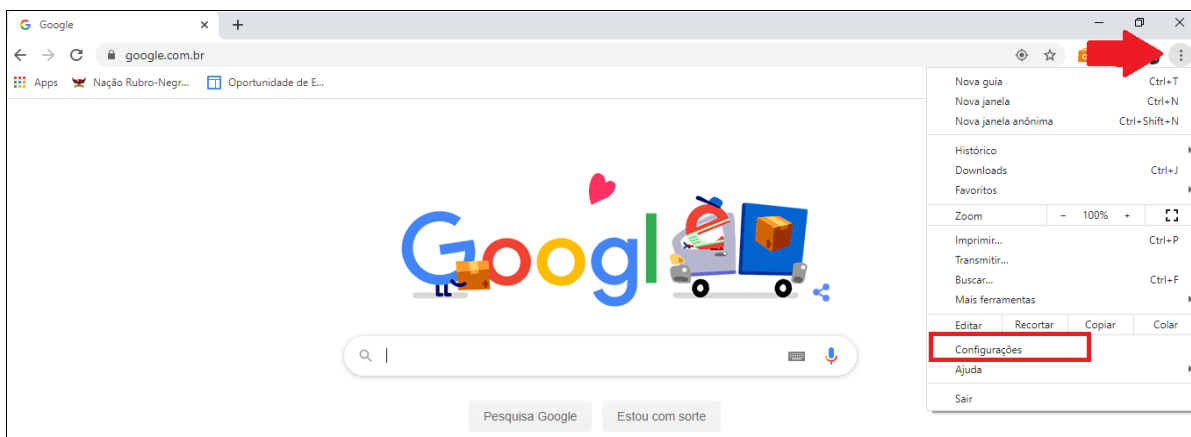 Google
google.com.br
Apps Nação Rubro-Negr... Oportunidade de E...
Nova guia Ctrl+T
Nova janela Ctrl+N
Nova janela anônima Ctrl+Shift+N
Histórico
Downloads Ctrl+J
Favoritos
Zoom - 100% +
Imprimir... Ctrl+P
Transmitir...
Buscar... Ctrl+F
Mais ferramentas
Editar Recortar Copiar Colar
Configurações
Ajuda
Sair
Google
Pesquisa Google Estou com sorte